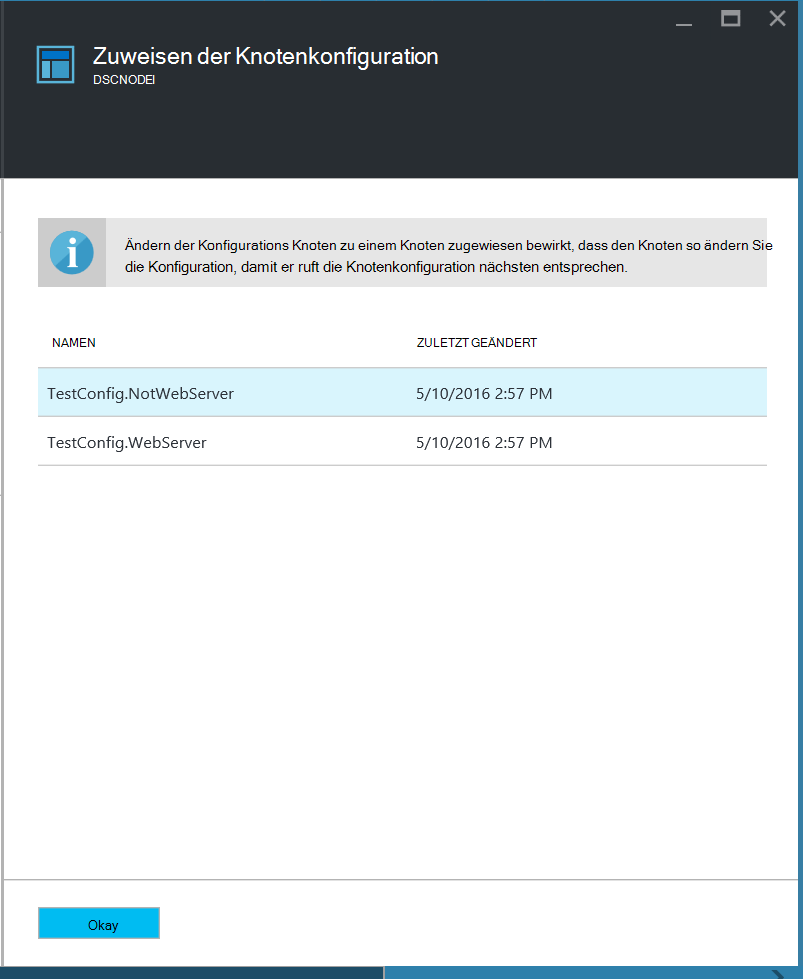 Zuweisen der Knotenkonfiguration
DSCNODEI
Ändern der Konfigurations Knoten zu einem Knoten zugewiesen bewirkt, dass den Knoten so ändern Sie
die Konfiguration, damit er ruft die Knotenkonfiguration nächsten entsprechen.
NAMEN ZULETZT GEÄNDERT
TestConfig.NotWebServer 5/10/2016 2:57 PM
TestConfig.WebServer 5/10/2016 2:57 PM
Okay